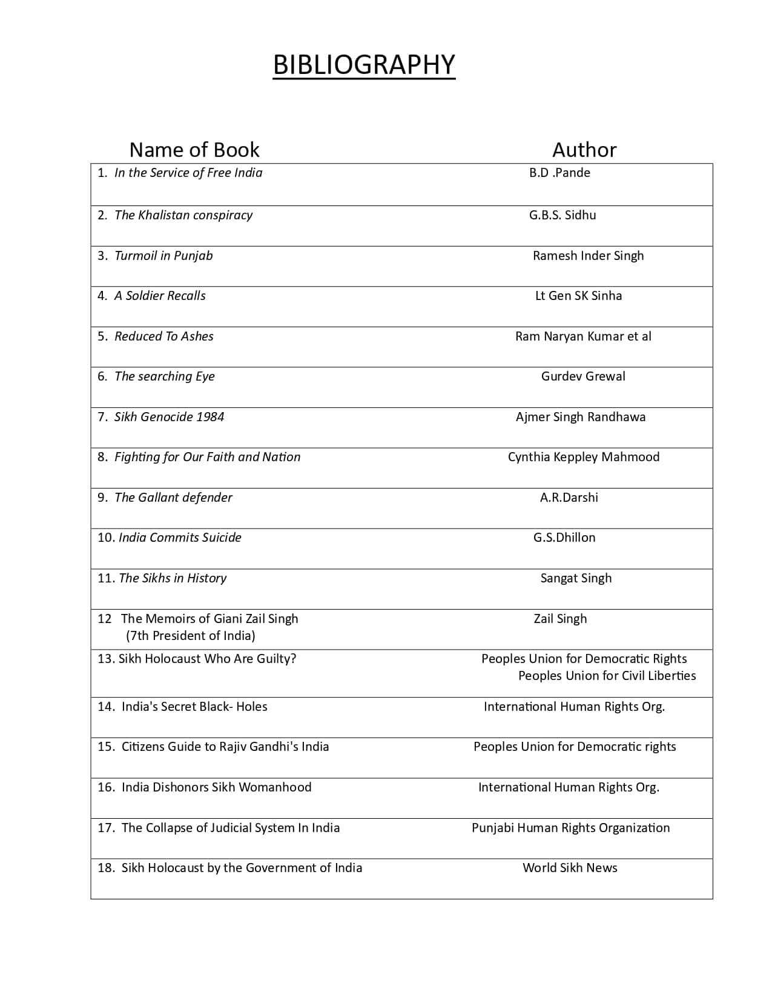 BIBLIOGRAPHY
Name of Book Author
1. In the Service of Free India B.D .Pande
2. The Khalistan conspiracy G.B.S. Sidhu
3. Turmoil in Punjab Ramesh Inder Singh
4. A Soldier Recalls Lt Gen SK Sinha
5. Reduced To Ashes Ram Naryan Kumar et al
6. The searching Eye Gurdev Grewal
7. Sikh Genocide 1984 Ajmer Singh Randhawa
8. Fighting for Our Faith and Nation Cynthia Keppley Mahmood
9. The Gallant defender A.R.Darshi
10. India Commits Suicide G.S.Dhillon
11. The Sikhs in History Sangat Singh
12 The Memoirs of Giani Zail Singh Zail Singh
(7th President of India)
13. Sikh Holocaust Who Are Guilty? Peoples Union for Democratic Rights
Peoples Union for Civil Liberties
14. India's Secret Black- Holes International Human Rights Org.
15. Citizens Guide to Rajiv Gandhi's India Peoples Union for Democratic rights
16. India Dishonors Sikh Womanhood International Human Rights Org.
17. The Collapse of Judicial System In India Punjabi Human Rights Organization
18. Sikh Holocaust by the Government of India World Sikh News